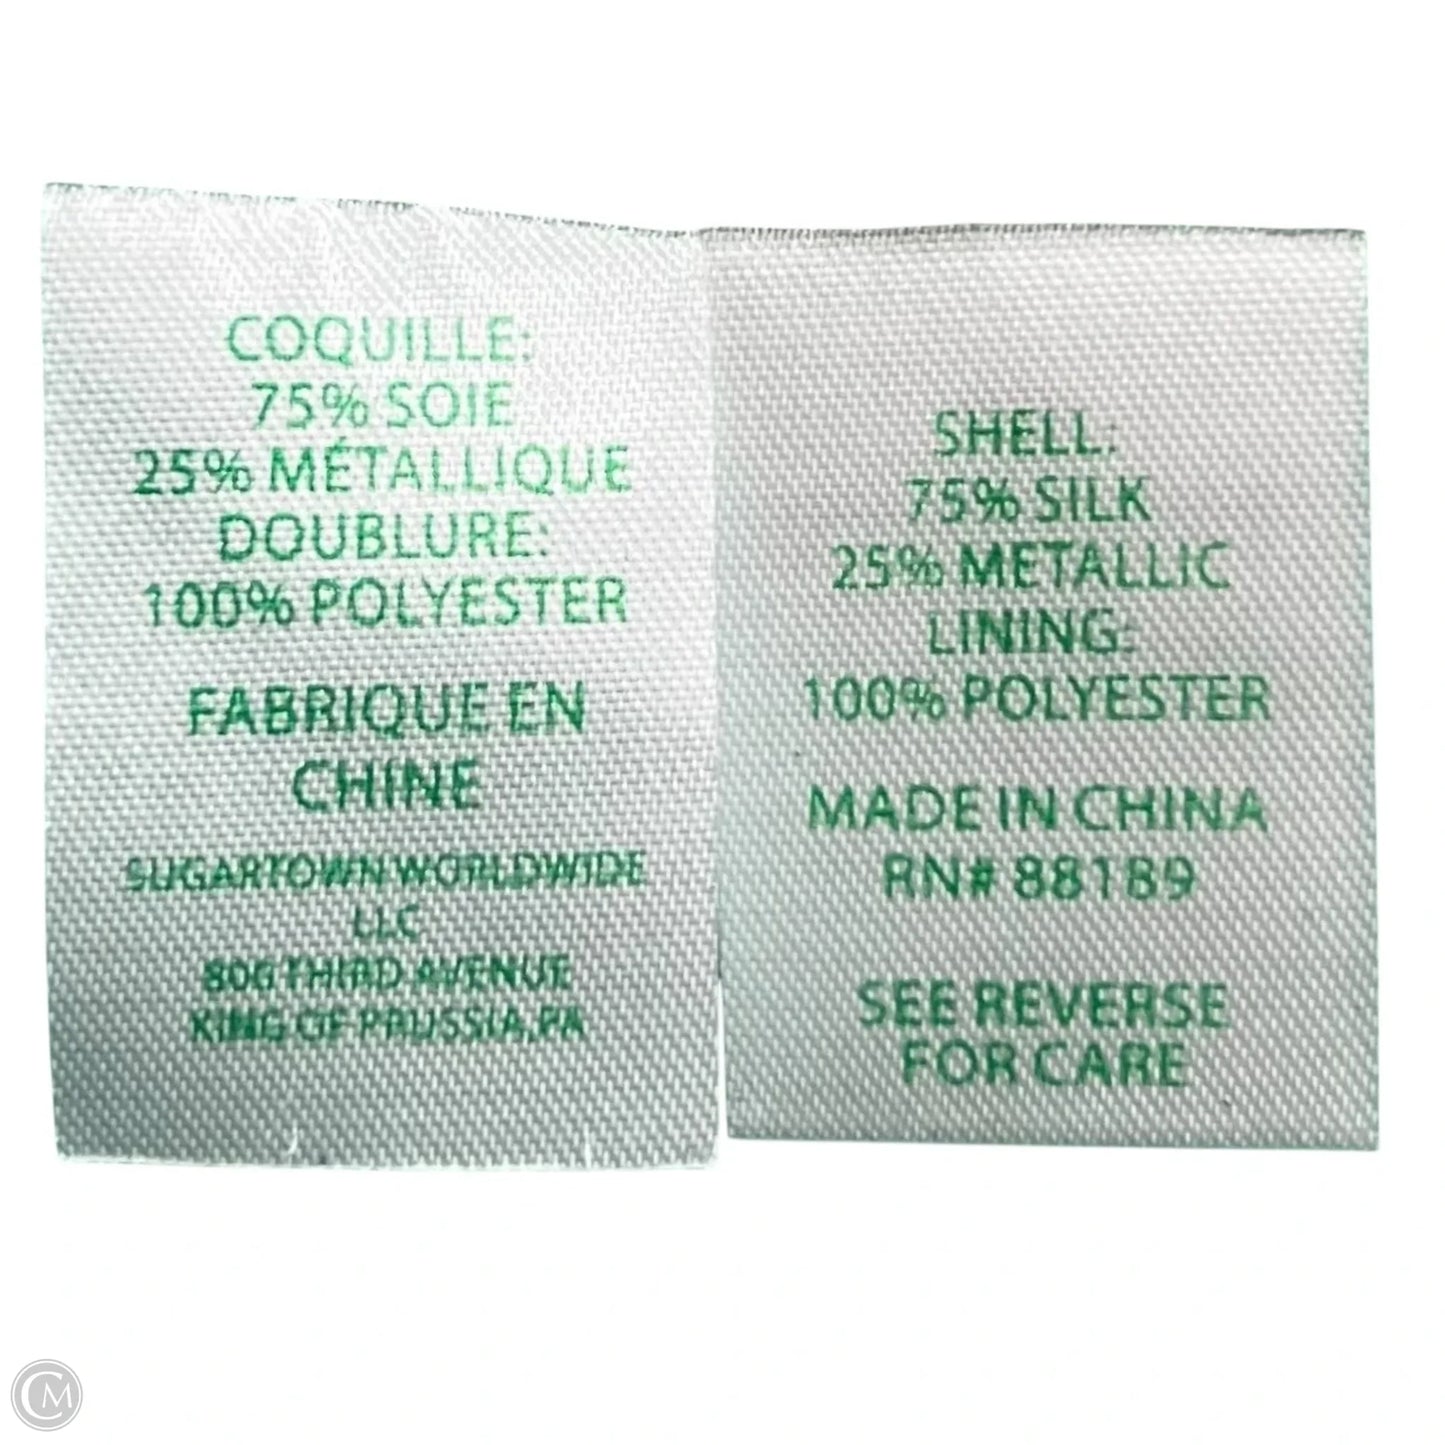 COQUILLE:
75% SOIE
25% MÉTALLIQUE
DOUBLURE:
100% POLYESTER
FABRIQUE EN
CHINE
SUGARTOWN WORLDWIDE
LLC
800 THIRD AVENUE
KING OF PRUSSIA, PA
SHELL:
75% SILK
25% METALLIC
LINING:
100% POLYESTER
MADE IN CHINA
RN# 88189
SEE REVERSE
FOR CARE
CM